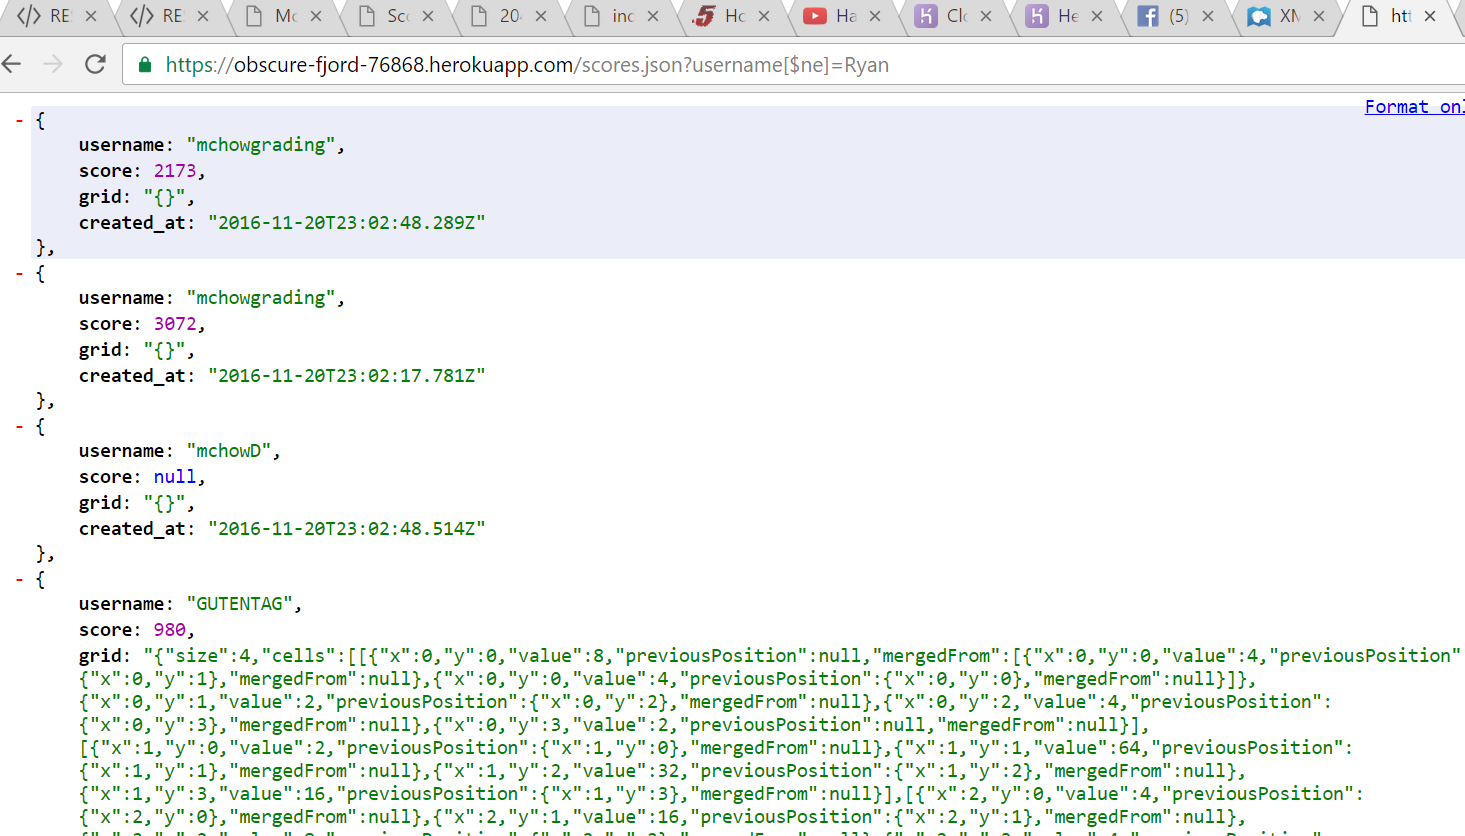 RE Mc Sco 20 inc Ho Ha Clo He (5) XM htt
https://obscure-fjord-76868.herokuapp.com/scores.json?username[$ne]=Ryan
Format onl
- {
username: "mchowgrading",
score: 2173,
grid: "{}",
created_at: "2016-11-20T23:02:48.289Z"
},
- {
username: "mchowgrading",
score: 3072,
grid: "{}",
created_at: "2016-11-20T23:02:17.781Z"
},
- {
username: "mchowD",
score: null,
grid: "{}",
created_at: "2016-11-20T23:02:48.514Z"
},
- {
username: "GUTENTAG",
score: 980,
grid: "{"size":4,"cells":[[{"x":0,"y":0,"value":8,"previousPosition":null,"mergedFrom":[{"x":0,"y":0,"value":4,"previousPosition"
{"x":0,"y":1},"mergedFrom":null},{"x":0,"y":0,"value":4,"previousPosition":{"x":0,"y":0},"mergedFrom":null}]},
{"x":0,"y":1,"value":2,"previousPosition":{"x":0,"y":2},"mergedFrom":null},{"x":0,"y":2,"value":4,"previousPosition":
{"x":0,"y":3},"mergedFrom":null},{"x":0,"y":3,"value":2,"previousPosition":null,"mergedFrom":null}],
[{"x":1,"y":0,"value":2,"previousPosition":{"x":1,"y":0},"mergedFrom":null},{"x":1,"y":1,"value":64,"previousPosition":
{"x":1,"y":1},"mergedFrom":null},{"x":1,"y":2,"value":32,"previousPosition":{"x":1,"y":2},"mergedFrom":null},
{"x":1,"y":3,"value":16,"previousPosition":{"x":1,"y":3},"mergedFrom":null}],[{"x":2,"y":0,"value":4,"previousPosition":
{"x":2,"y":0},"mergedFrom":null},{"x":2,"y":1,"value":16,"previousPosition":{"x":2,"y":1},"mergedFrom":null},